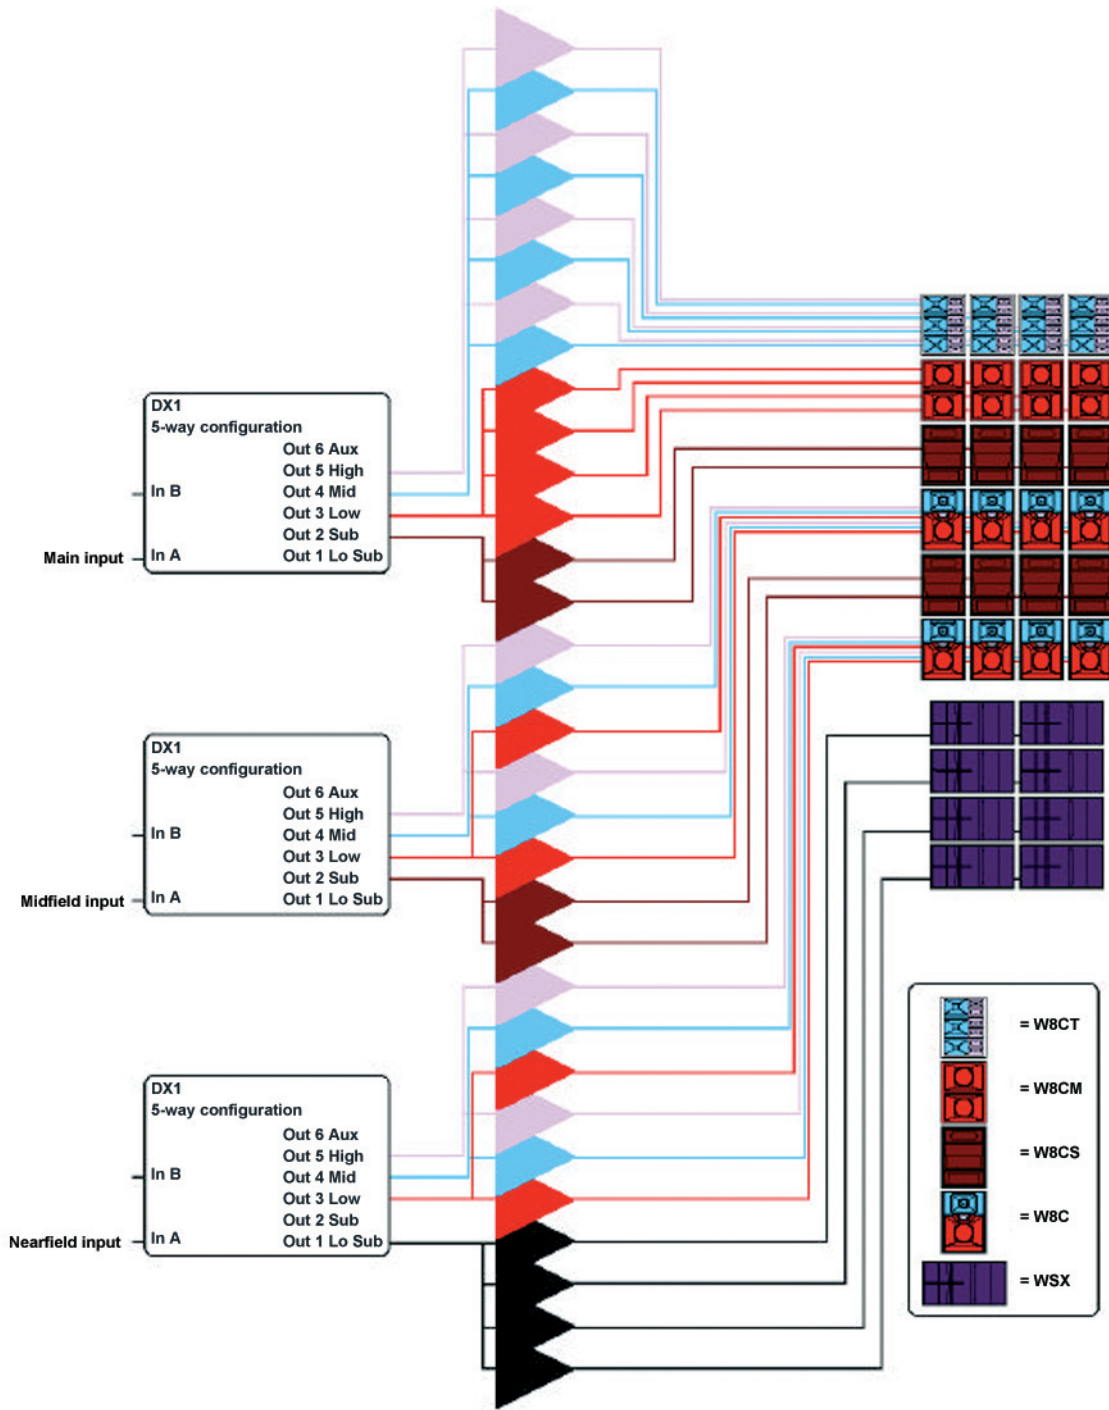 DX1
5-way configuration
Out 6 Aux
Out 5 High
In B
Out 4 Mid
Out 3 Low
Out 2 Sub
Main input
In A
Out 1 Lo Sub
DX1
5-way configuration
Out 6 Aux
Out 5 High
In B
Out 4 Mid
Out 3 Low
Out 2 Sub
Midfield input
In A
Out 1 Lo Sub
DX1
5-way configuration
Out 6 Aux
Out 5 High
In B
Out 4 Mid
Out 3 Low
Out 2 Sub
Nearfield input
In A
Out 1 Lo Sub
= W8CT
= W8CM
= W8CS
= W8C
= WSX